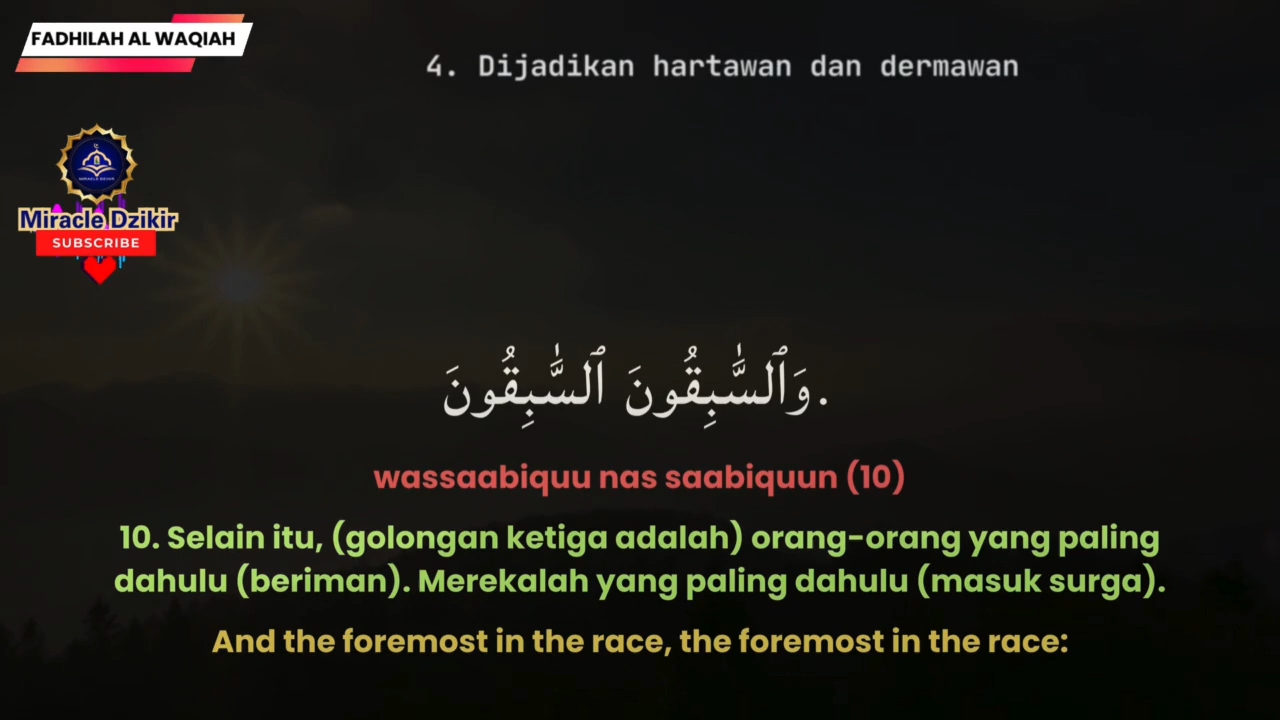 FADHILAH AL WAQIAH
4. Dijadikan hartawan dan dermawan
Miracle Dzikir
SUBSCRIBE
وَٱلسَّٰبِقُونَ ٱلسَّٰبِقُونَ.
wassaabiquu nas saabiquun (10)
10. Selain itu, (golongan ketiga adalah) orang-orang yang paling
dahulu (beriman). Merekalah yang paling dahulu (masuk surga).
And the foremost in the race, the foremost in the race: